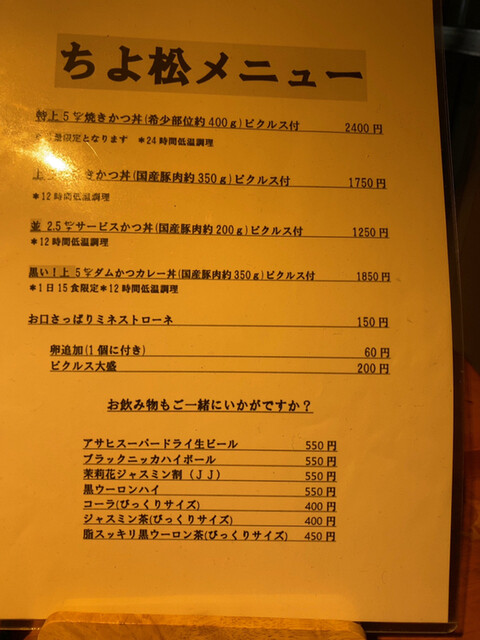 ちよ松メニュー
特上 5㌢焼きかつ丼(希少部位約400g)ピクルス付 2400円
量限定となります ＊24時間低温調理
上 きかつ丼(国産豚肉約350g)ピクルス付 1750円
＊12時間低温調理
並 2.5㌢サービスかつ丼(国産豚肉約200g)ピクルス付 1250円
＊12時間低温調理
黒い！上 5㌢ダムかつカレー丼(国産豚肉約350g)ピクルス付 1850円
＊1日15食限定＊12時間低温調理
お口さっぱりミネストローネ 150円
卵追加(1個に付き) 60円
ピクルス大盛 200円
お飲み物もご一緒にいかがですか？
アサヒスーパードライ生ビール 550円
ブラックニッカハイボール 550円
茉莉花ジャスミン割（ＪＪ） 550円
黒ウーロンハイ 550円
コーラ(びっくりサイズ) 400円
ジャスミン茶(びっくりサイズ) 400円
脂スッキリ黒ウーロン茶(びっくりサイズ) 450円